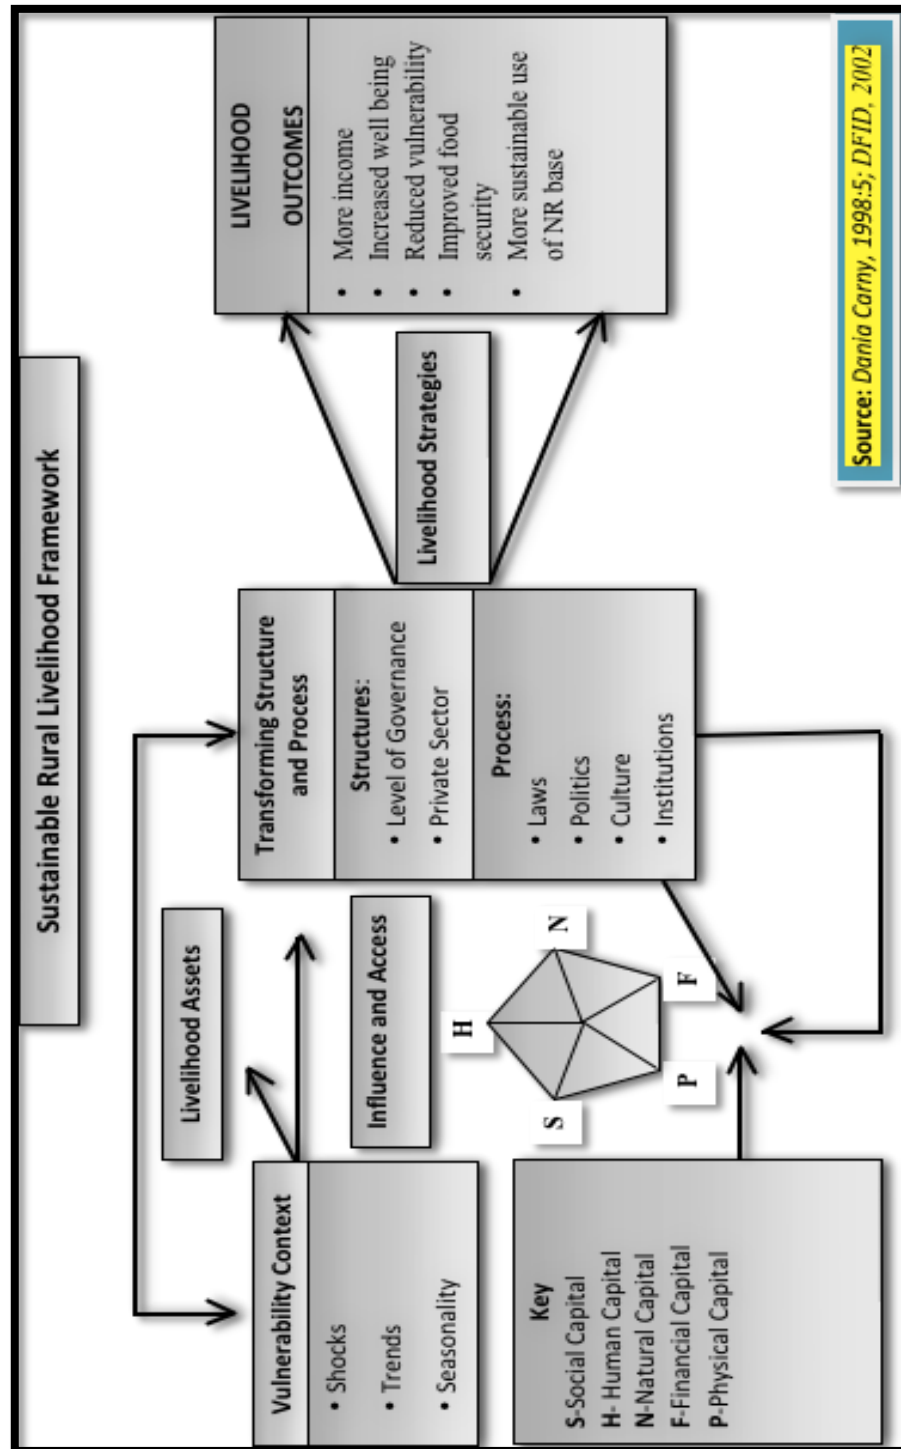 Sustainable Rural Livelihood Framework
Vulnerability Context
• Shocks
• Trends
• Seasonality
Key
S-Social Capital
H- Human Capital
N-Natural Capital
F-Financial Capital
P-Physical Capital
Livelihood Assets
Influence and Access
H
S
N
P
F
Transforming Structure
and Process
Structures:
• Level of Governance
• Private Sector
Process:
• Laws
• Politics
• Culture
• Institutions
Livelihood Strategies
LIVELIHOOD
OUTCOMES
• More income
• Increased well being
• Reduced vulnerability
• Improved food
security
• More sustainable use
of NR base
Source: Dania Carny, 1998:5; DFID, 2002